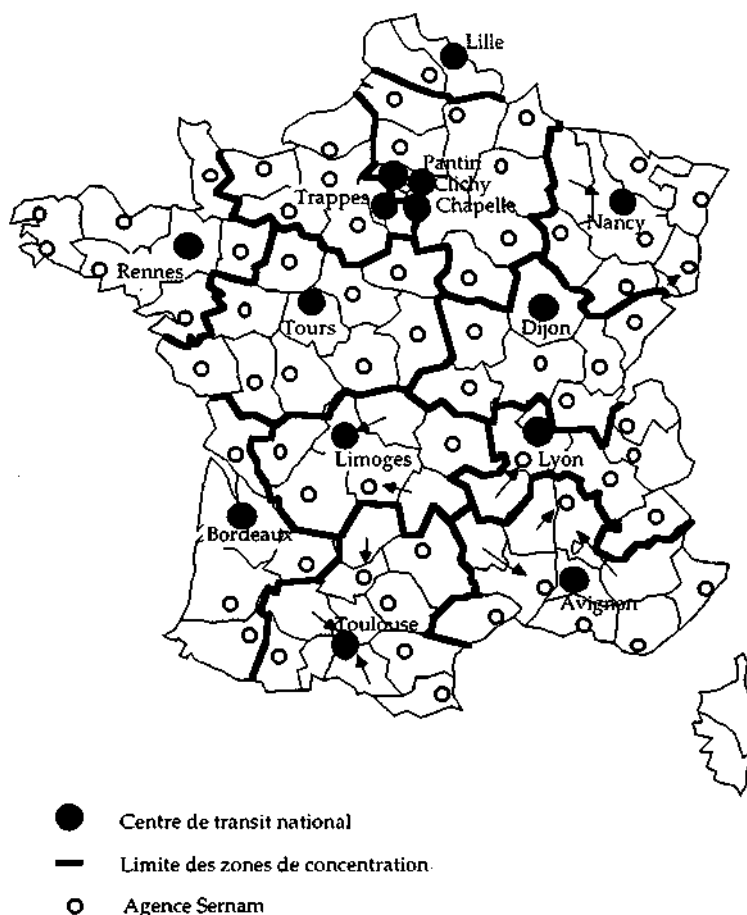 Lille
Pantin
Clichy
Trappes
Chapelle
Nancy
Rennes
Tours
Dijon
Limoges
Lyon
Bordeaux
Avignon
Toulouse
Centre de transit national
Limite des zones de concentration
Agence Sernam